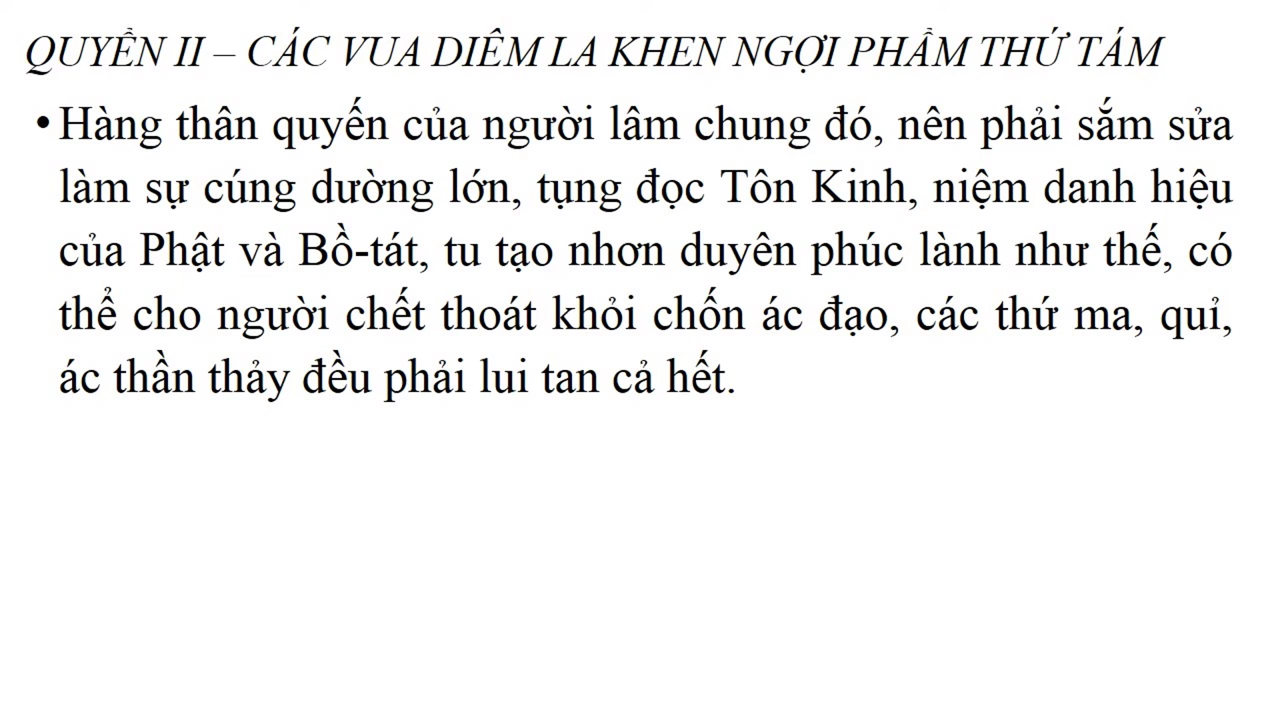 QUYỂN II – CÁC VUA DIÊM LA KHEN NGỢI PHẨM THỨ TÁM
• Hàng thân quyến của người lâm chung đó, nên phải sắm sửa
làm sự cúng dường lớn, tụng đọc Tôn Kinh, niệm danh hiệu
của Phật và Bồ-tát, tu tạo nhơn duyên phúc lành như thế, có
thể cho người chết thoát khỏi chốn ác đạo, các thứ ma, quỉ,
ác thần thảy đều phải lui tan cả hết.